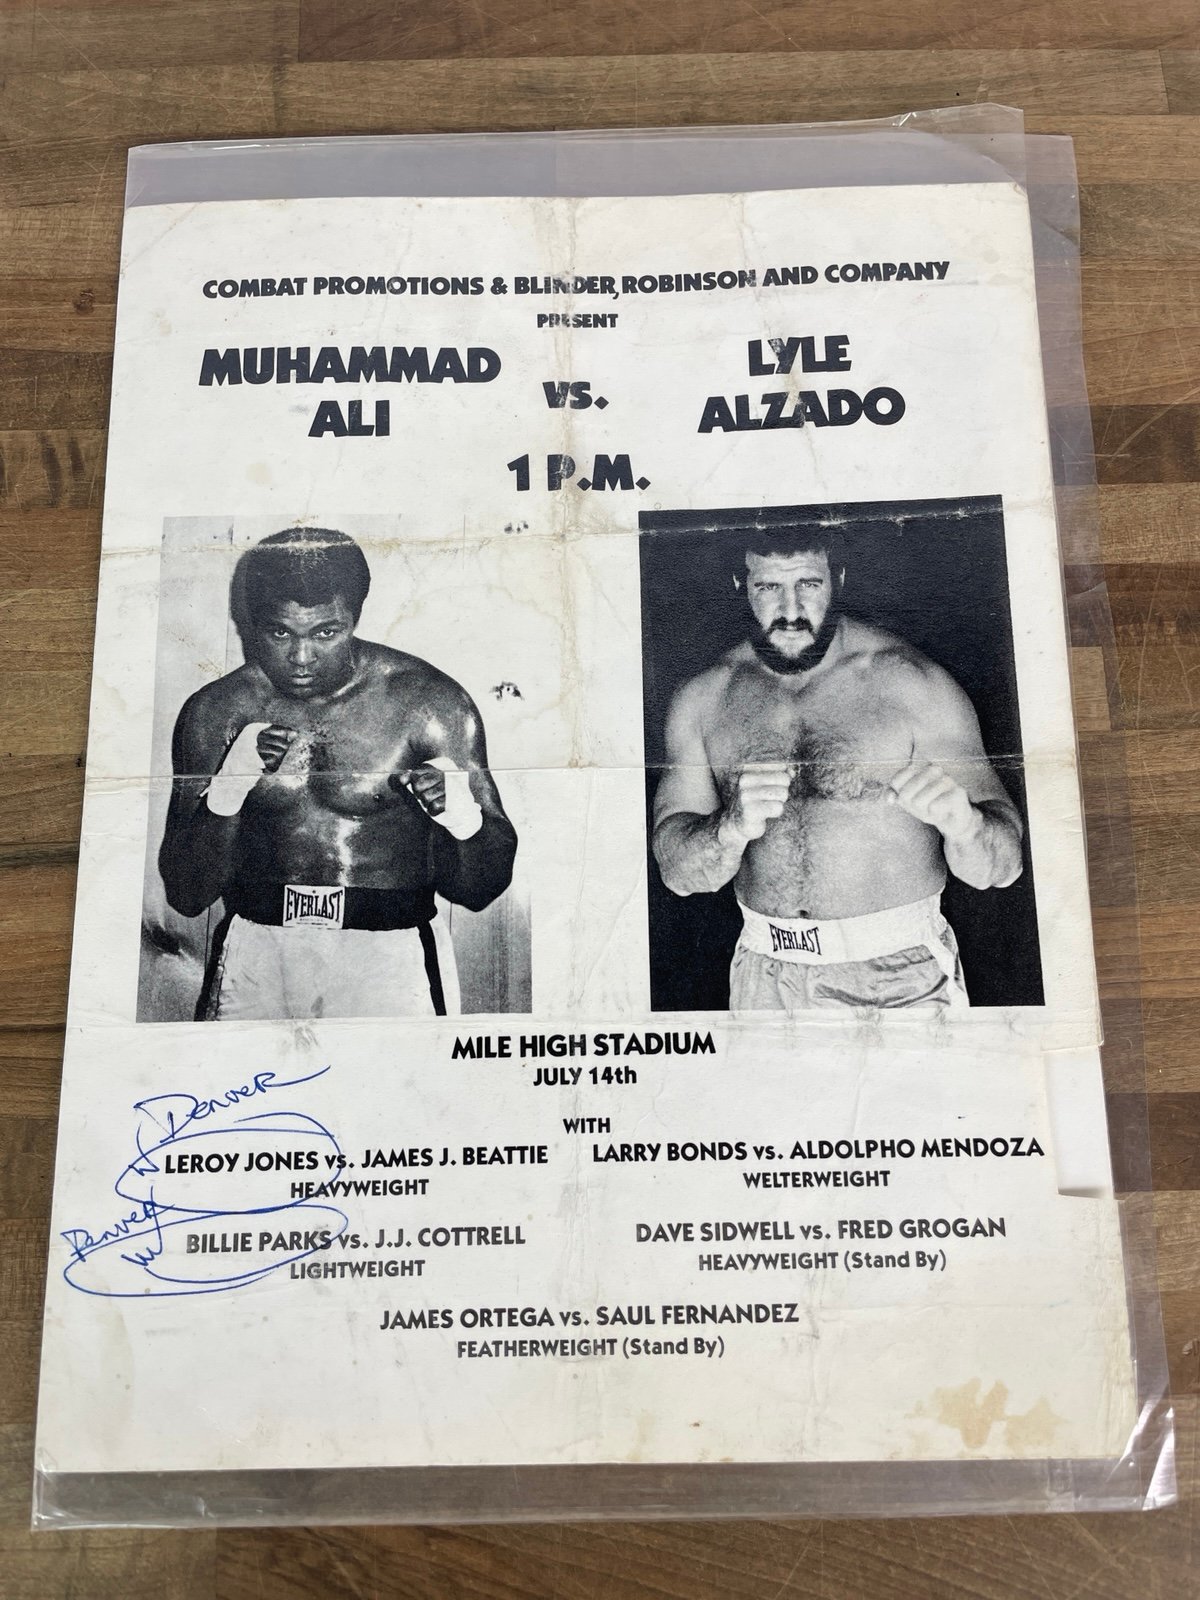 COMBAT PROMOTIONS & BLINDER, ROBINSON AND COMPANY
PRESENT
MUHAMMAD ALI
VS.
LYLE ALZADO
1 P.M.
EVERLAST
EVERLAST
MILE HIGH STADIUM
JULY 14th
Denver
WITH
W LEROY JONES vs. JAMES J. BEATTIE
HEAVYWEIGHT
LARRY BONDS vs. ALDOLPHO MENDOZA
WELTERWEIGHT
Denver
W BILLIE PARKS vs. J.J. COTTRELL
LIGHTWEIGHT
DAVE SIDWELL vs. FRED GROGAN
HEAVYWEIGHT (Stand By)
JAMES ORTEGA vs. SAUL FERNANDEZ
FEATHERWEIGHT (Stand By)